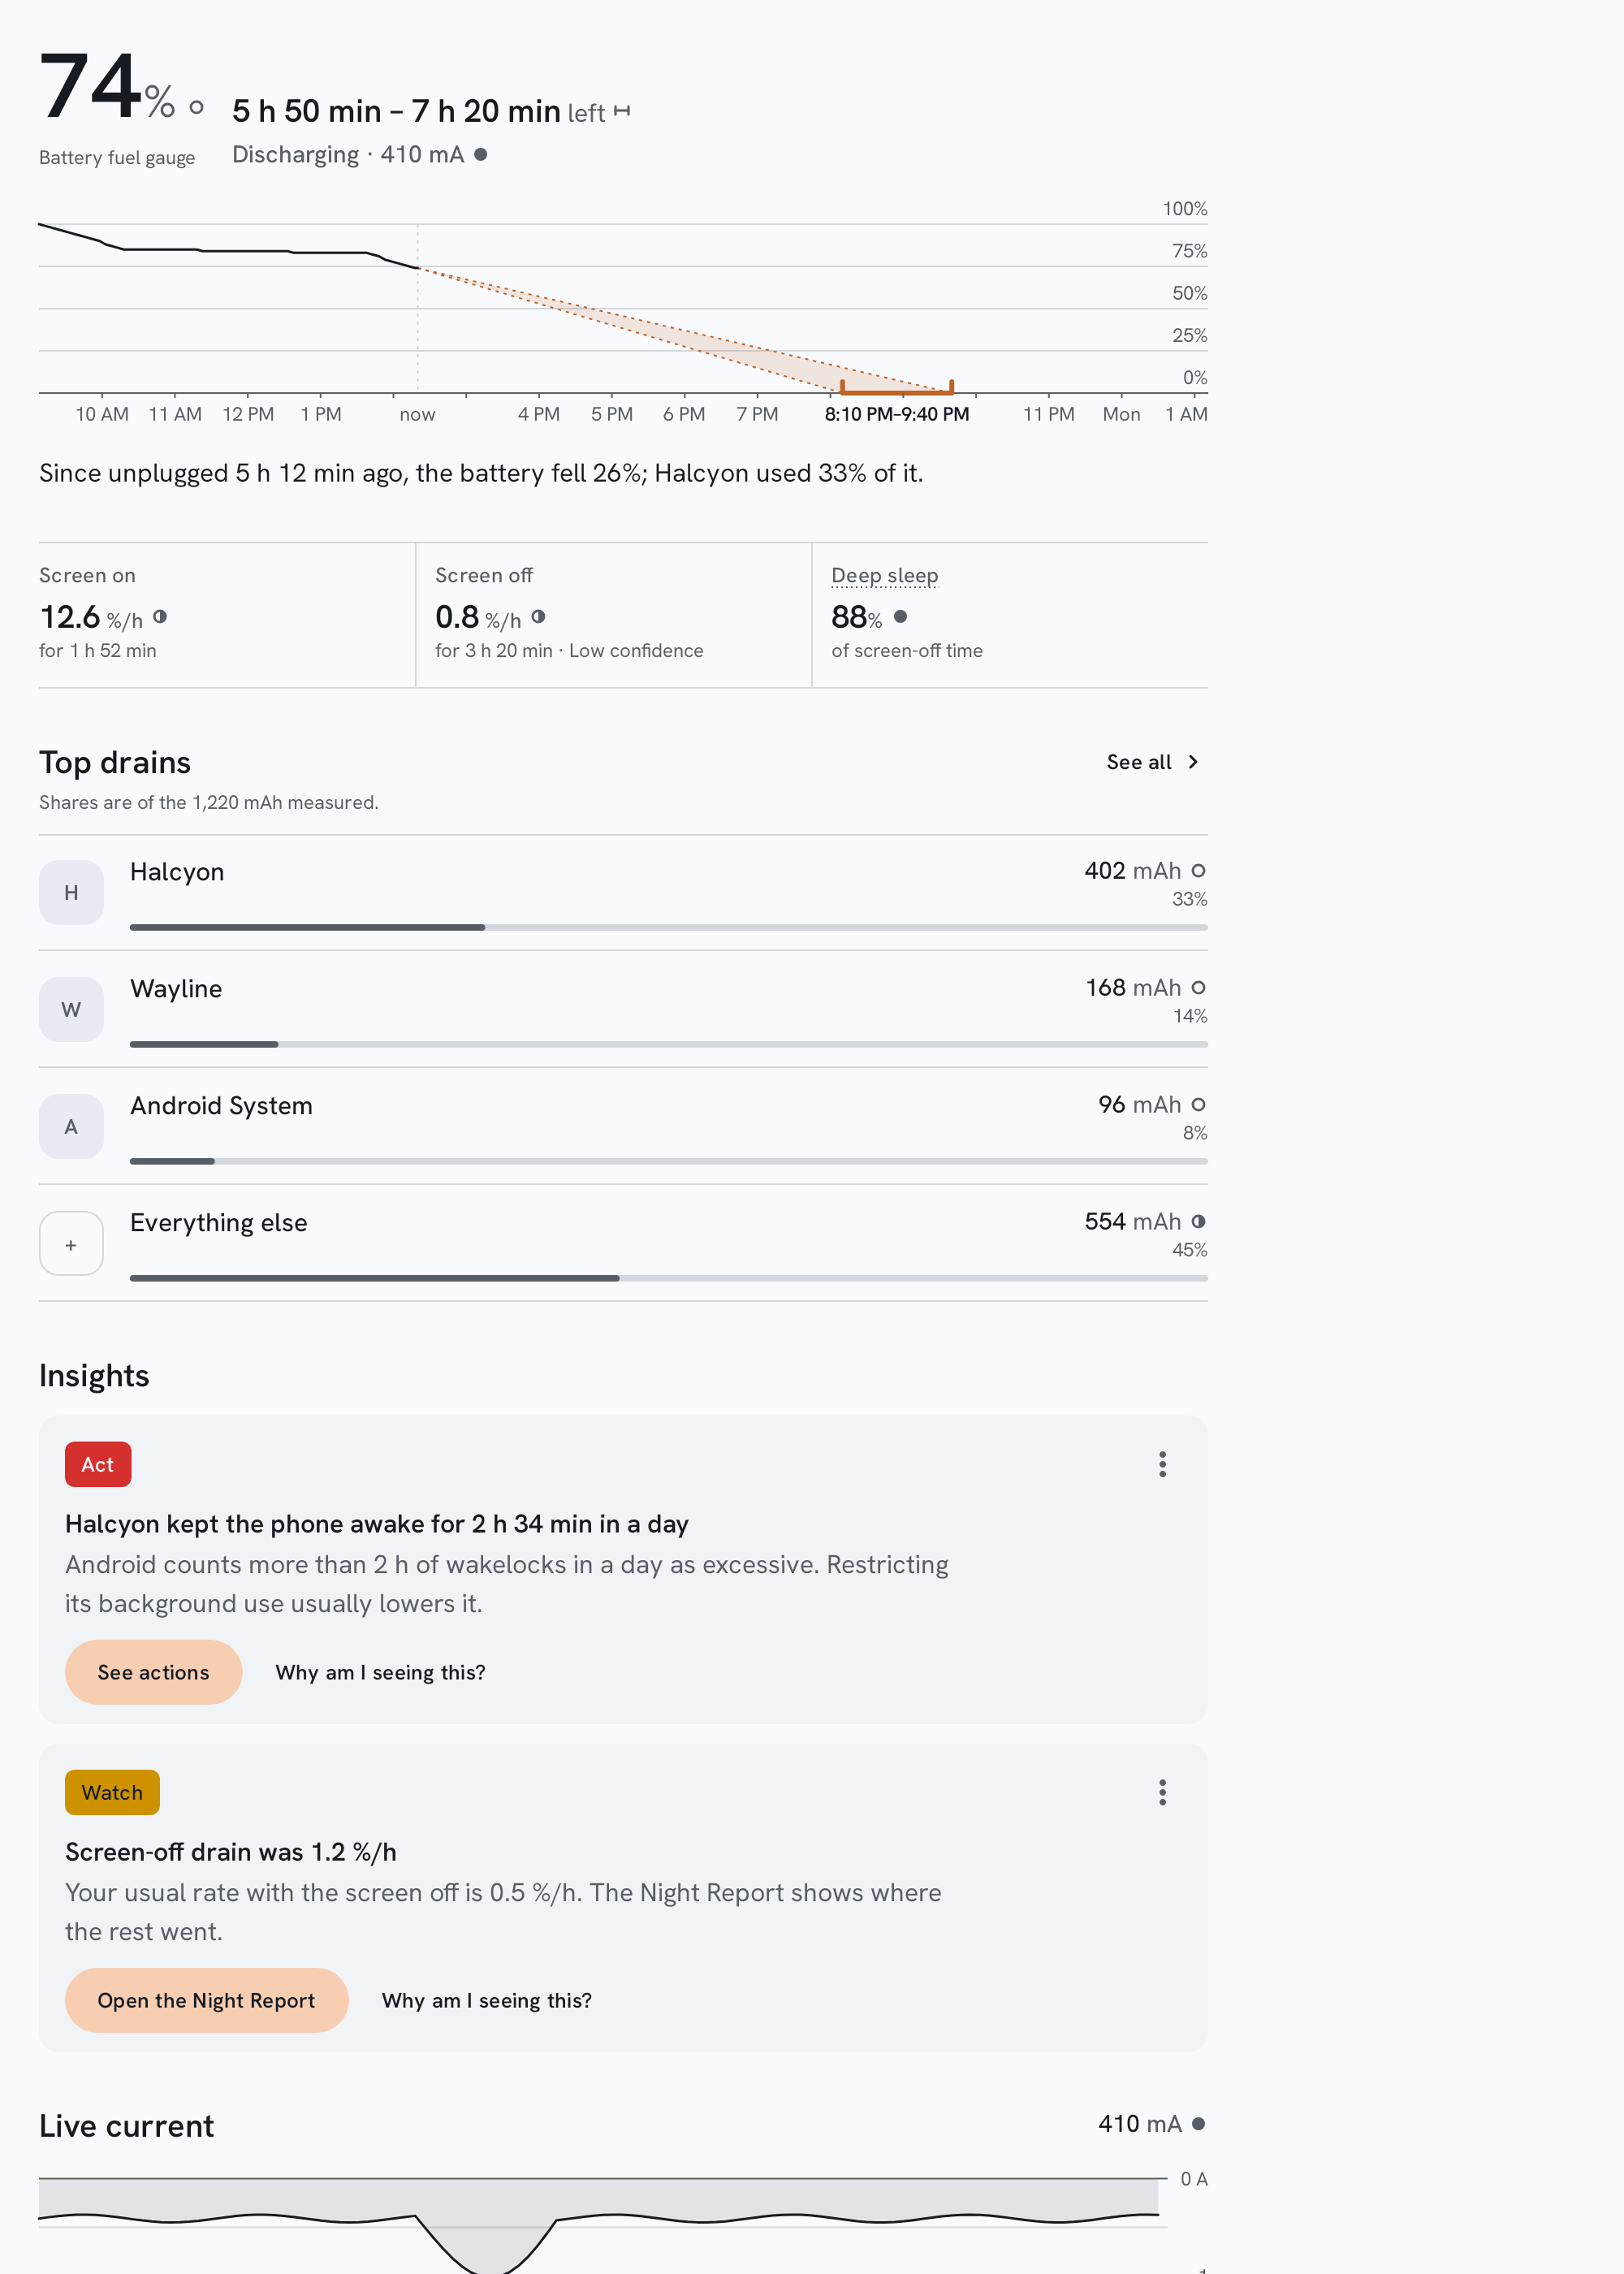 74%
5 h 50 min – 7 h 20 min left
Battery fuel gauge
Discharging · 410 mA
100%
75%
50%
25%
0%
10 AM 11 AM 12 PM 1 PM now 4 PM 5 PM 6 PM 7 PM 8:10 PM–9:40 PM 11 PM Mon 1 AM
Since unplugged 5 h 12 min ago, the battery fell 26%; Halcyon used 33% of it.
Screen on
12.6 %/h
for 1 h 52 min
Screen off
0.8 %/h
for 3 h 20 min · Low confidence
Deep sleep
88%
of screen-off time
Top drains
See all
Shares are of the 1,220 mAh measured.
H
Halcyon
402 mAh
33%
W
Wayline
168 mAh
14%
A
Android System
96 mAh
8%
+
Everything else
554 mAh
45%
Insights
Act
Halcyon kept the phone awake for 2 h 34 min in a day
Android counts more than 2 h of wakelocks in a day as excessive. Restricting
its background use usually lowers it.
See actions
Why am I seeing this?
Watch
Screen-off drain was 1.2 %/h
Your usual rate with the screen off is 0.5 %/h. The Night Report shows where
the rest went.
Open the Night Report
Why am I seeing this?
Live current
410 mA
0 A